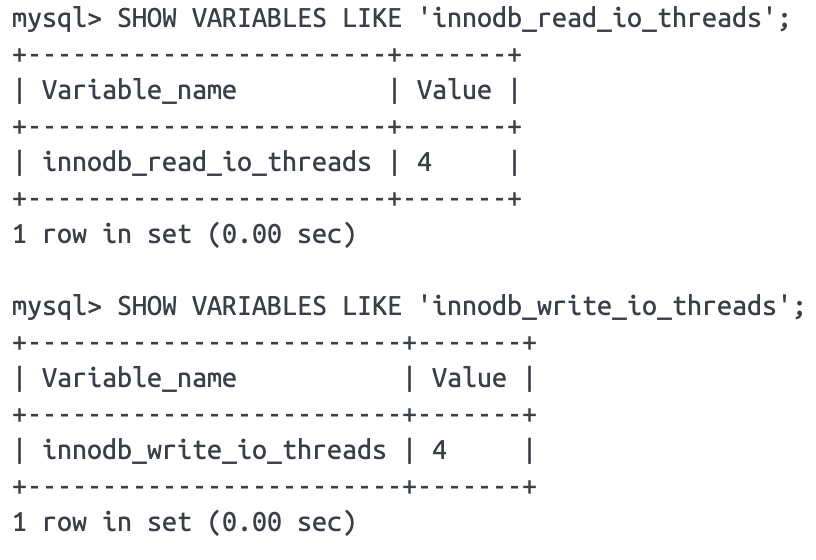 mysql> SHOW VARIABLES LIKE 'innodb_read_io_threads';
+------------------------+-------+
| Variable_name          | Value |
+------------------------+-------+
| innodb_read_io_threads | 4     |
+------------------------+-------+
1 row in set (0.00 sec)

mysql> SHOW VARIABLES LIKE 'innodb_write_io_threads';
+-------------------------+-------+
| Variable_name           | Value |
+-------------------------+-------+
| innodb_write_io_threads | 4     |
+-------------------------+-------+
1 row in set (0.00 sec)